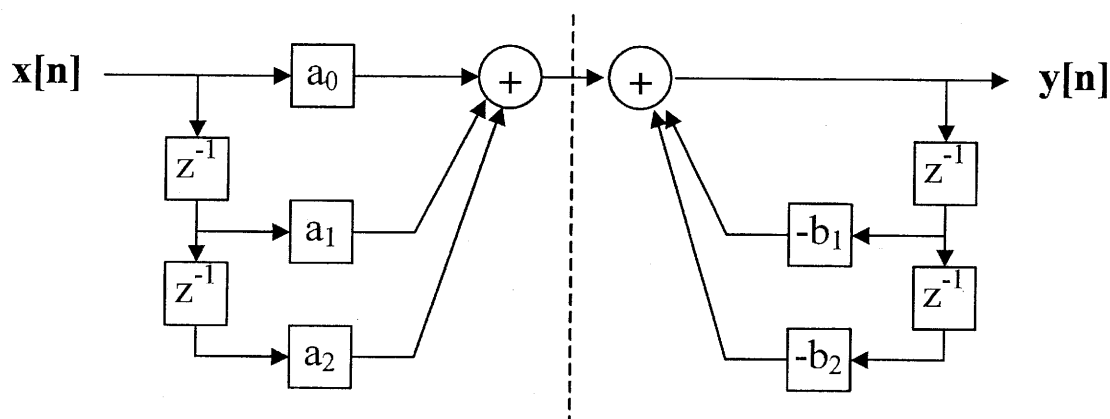 x[n] a₀ + + y[n]
z⁻¹ z⁻¹
a₁ -b₁
z⁻¹ z⁻¹
a₂ -b₂